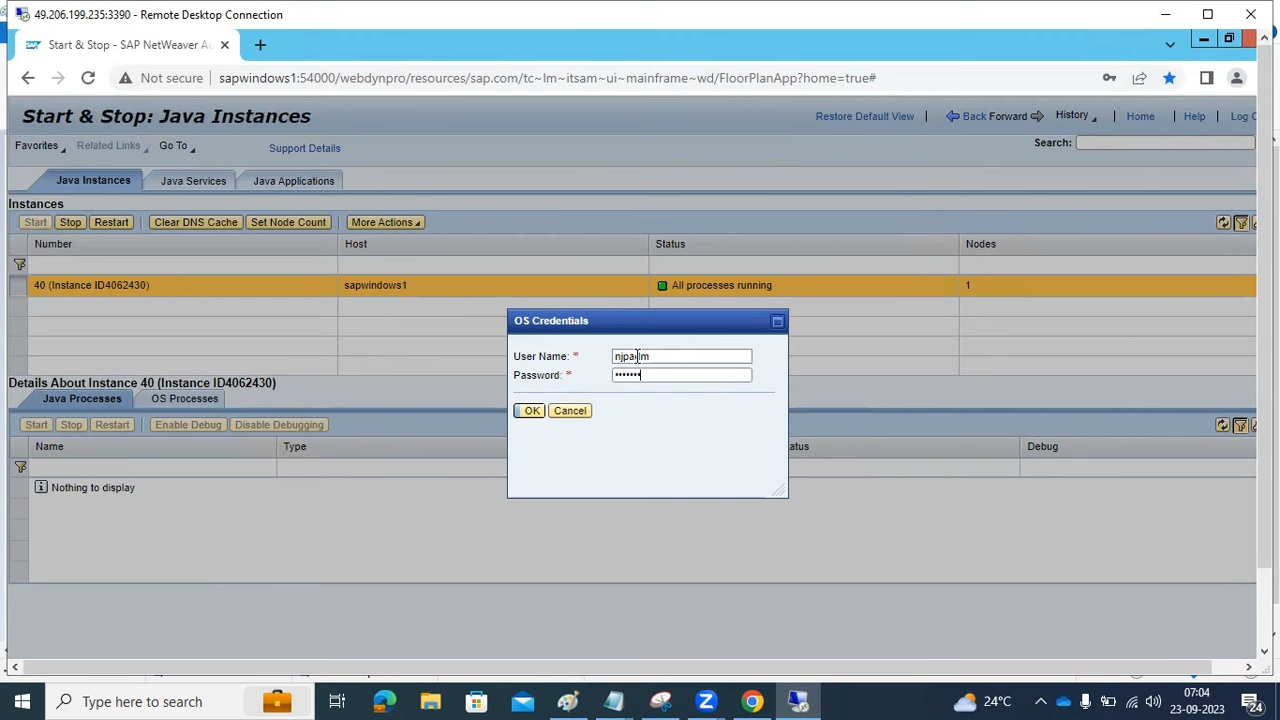 49.206.199.235:3390 - Remote Desktop Connection
Start & Stop - SAP NetWeaver Ac
Not secure
sapwindows1:54000/webdynpro/resources/sap.com/tc~lm~itsam~ui~mainframe~wd/FloorPlanApp?home=true#
Start & Stop: Java Instances
Restore Default View
Back Forward
History
Home
Help
Log O
Favorites
Related Links
Go To
Support Details
Search:
Java Instances
Java Services
Java Applications
Instances
Start
Stop
Restart
Clear DNS Cache
Set Node Count
More Actions
Number
Host
Status
Nodes
40 (Instance ID4062430)
sapwindows1
All processes running
1
OS Credentials
User Name: *
njpadm
Password: *
•••••••
OK
Cancel
Details About Instance 40 (Instance ID4062430)
Java Processes
OS Processes
Start
Stop
Restart
Enable Debug
Disable Debugging
Name
Type
tatus
Debug
Nothing to display
Type here to search
24°C
07:04
23-09-2023
24